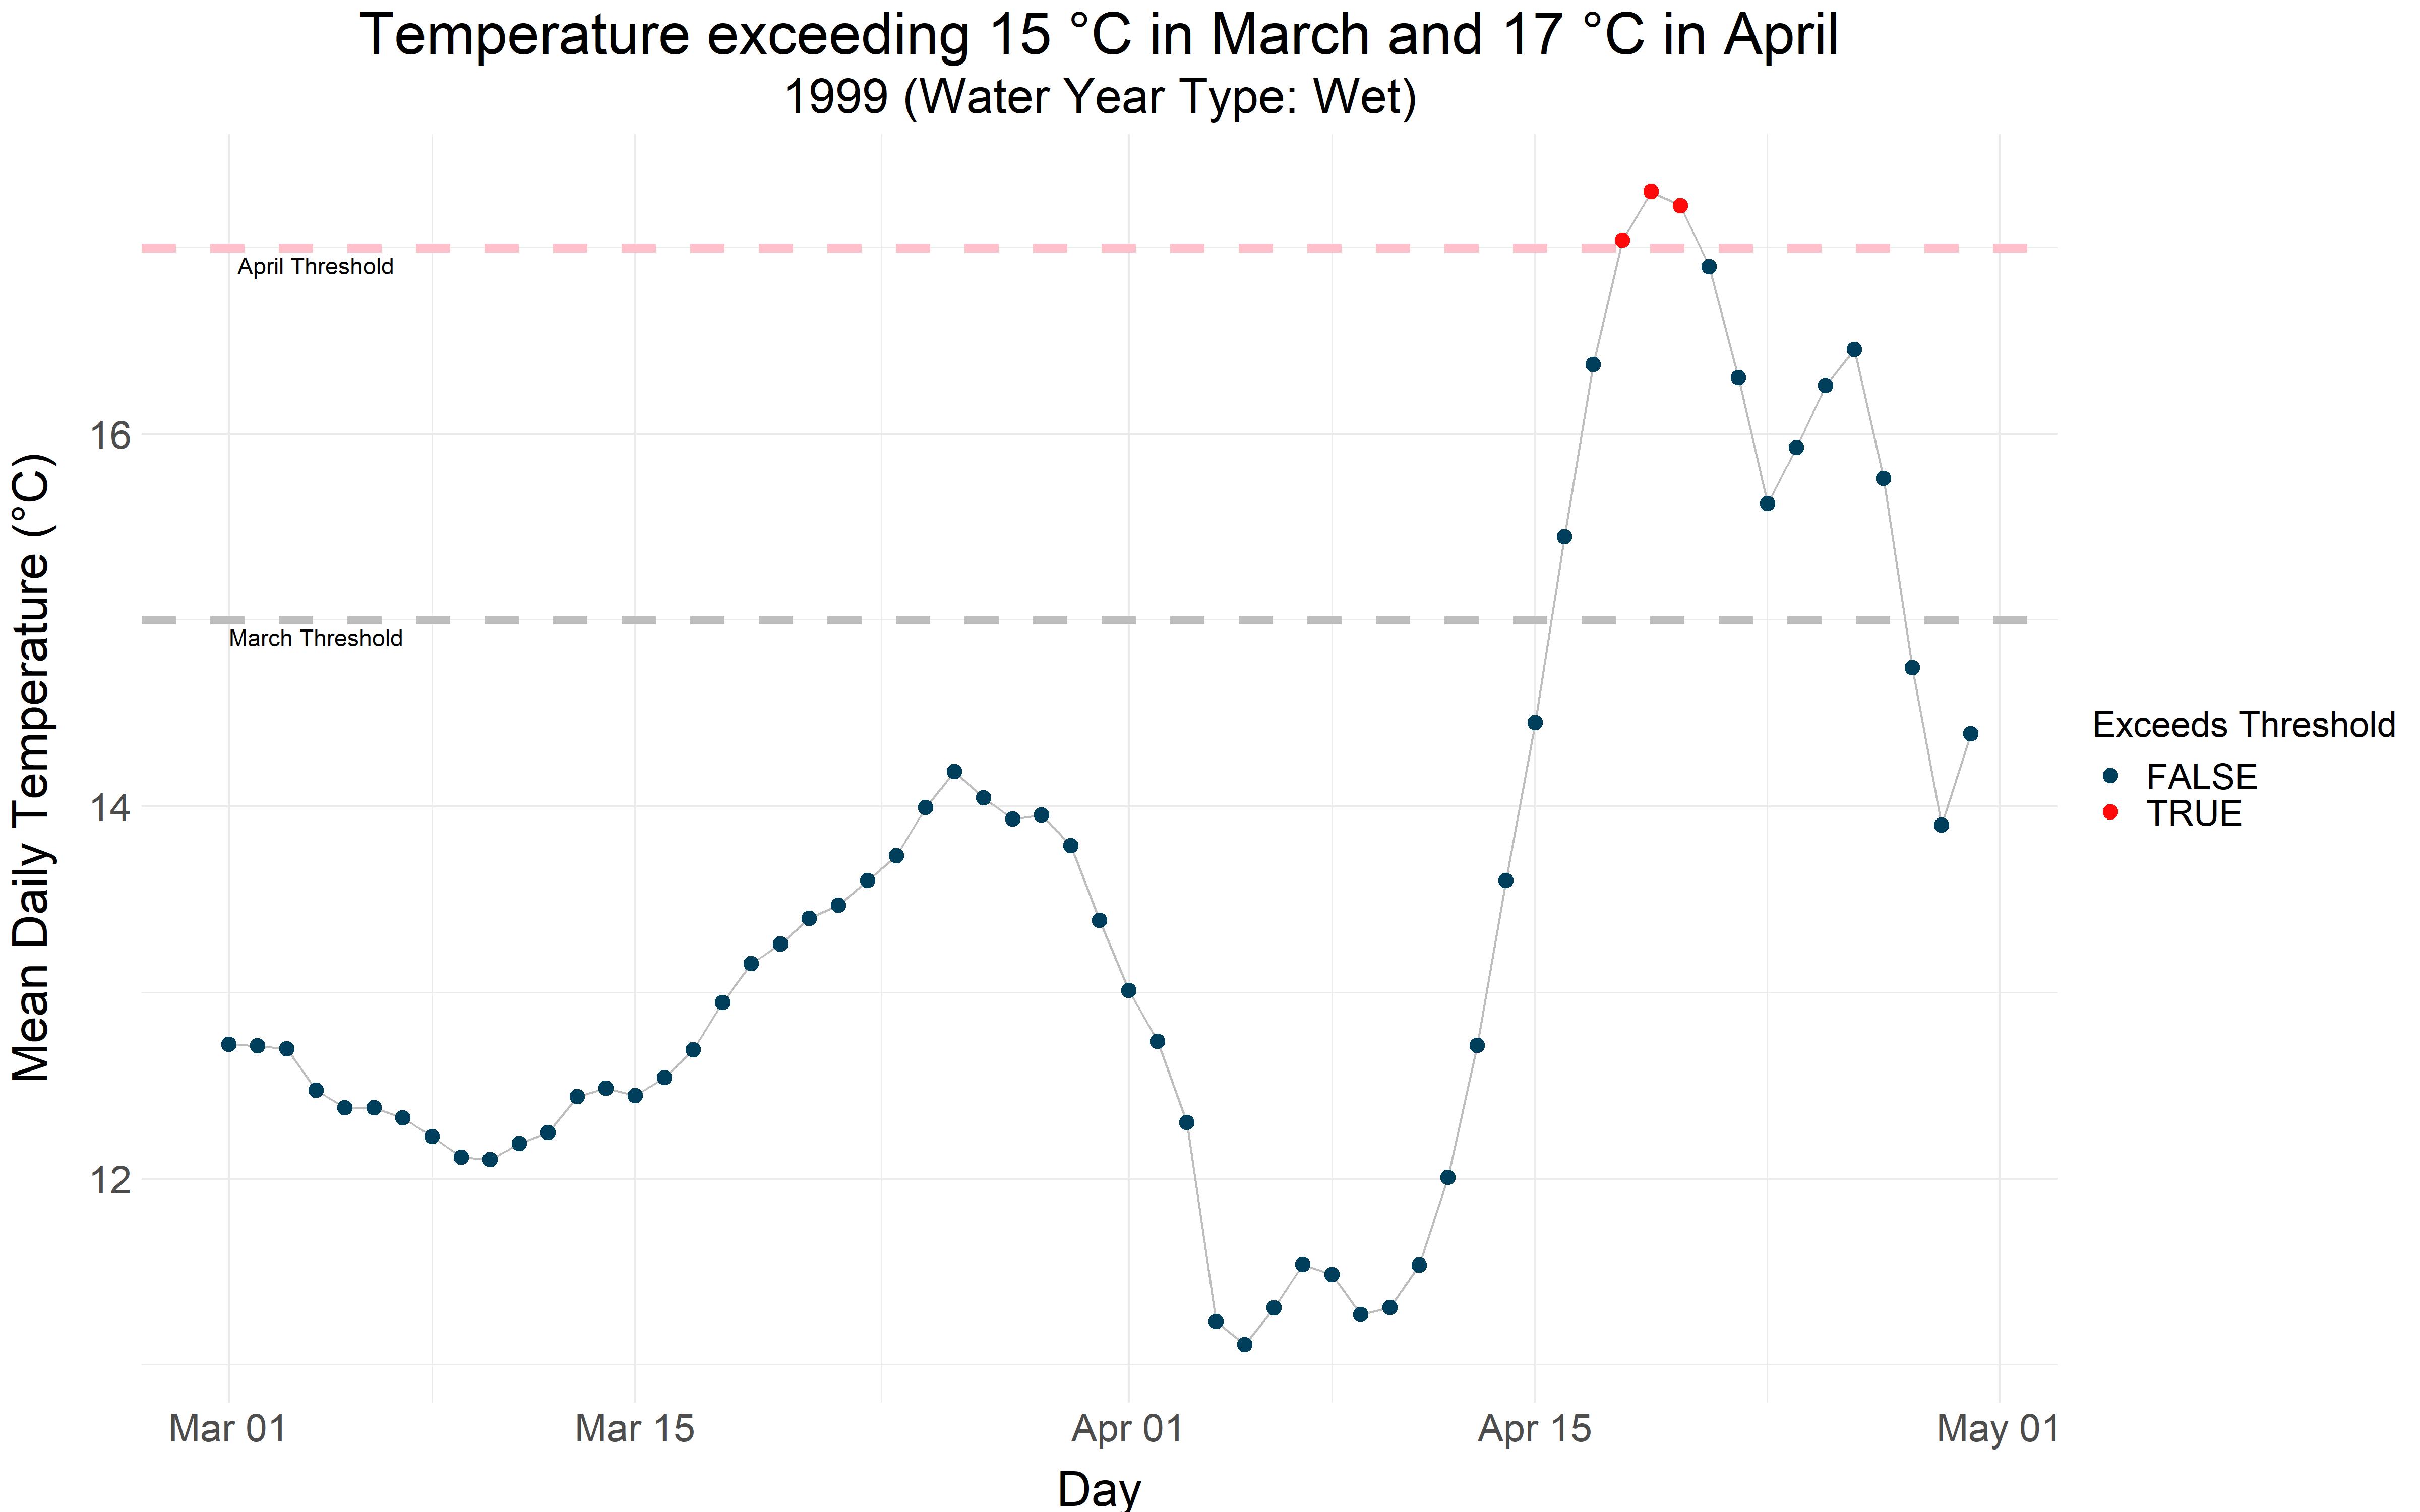 Temperature exceeding 15 °C in March and 17 °C in April
1999 (Water Year Type: Wet)
Mean Daily Temperature (°C)
April Threshold
16
March Threshold
14
12
Exceeds Threshold
FALSE
TRUE
Mar 01
Mar 15
Apr 01
Apr 15
May 01
Day